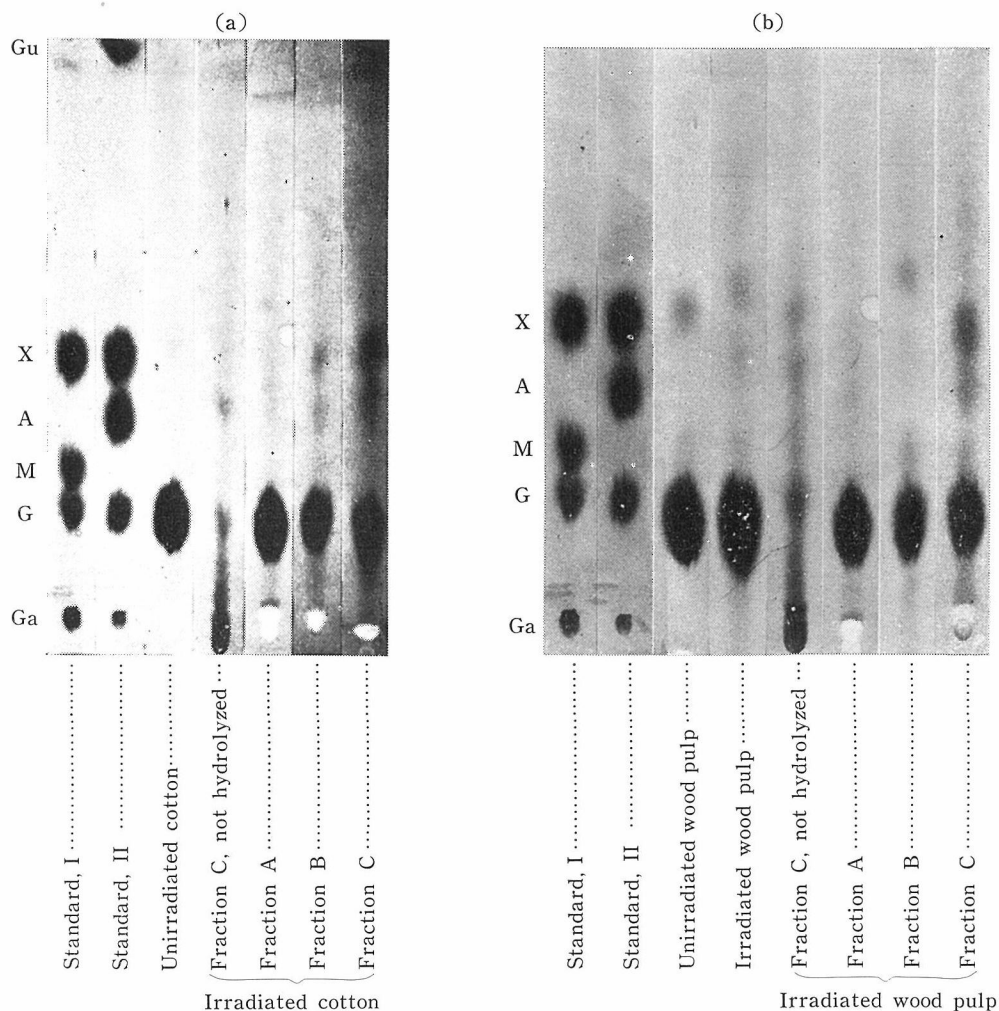 (a)
Gu
X
A
M
G
Ga
Standard, I
Standard, II
Unirradiated cotton
Fraction C, not hydrolyzed
Fraction A
Fraction B
Fraction C
Irradiated cotton
(b)
X
A
M
G
Ga
Standard, I
Standard, II
Unirradiated wood pulp
Irradiated wood pulp
Fraction C, not hydrolyzed
Fraction A
Fraction B
Fraction C
Irradiated wood pulp